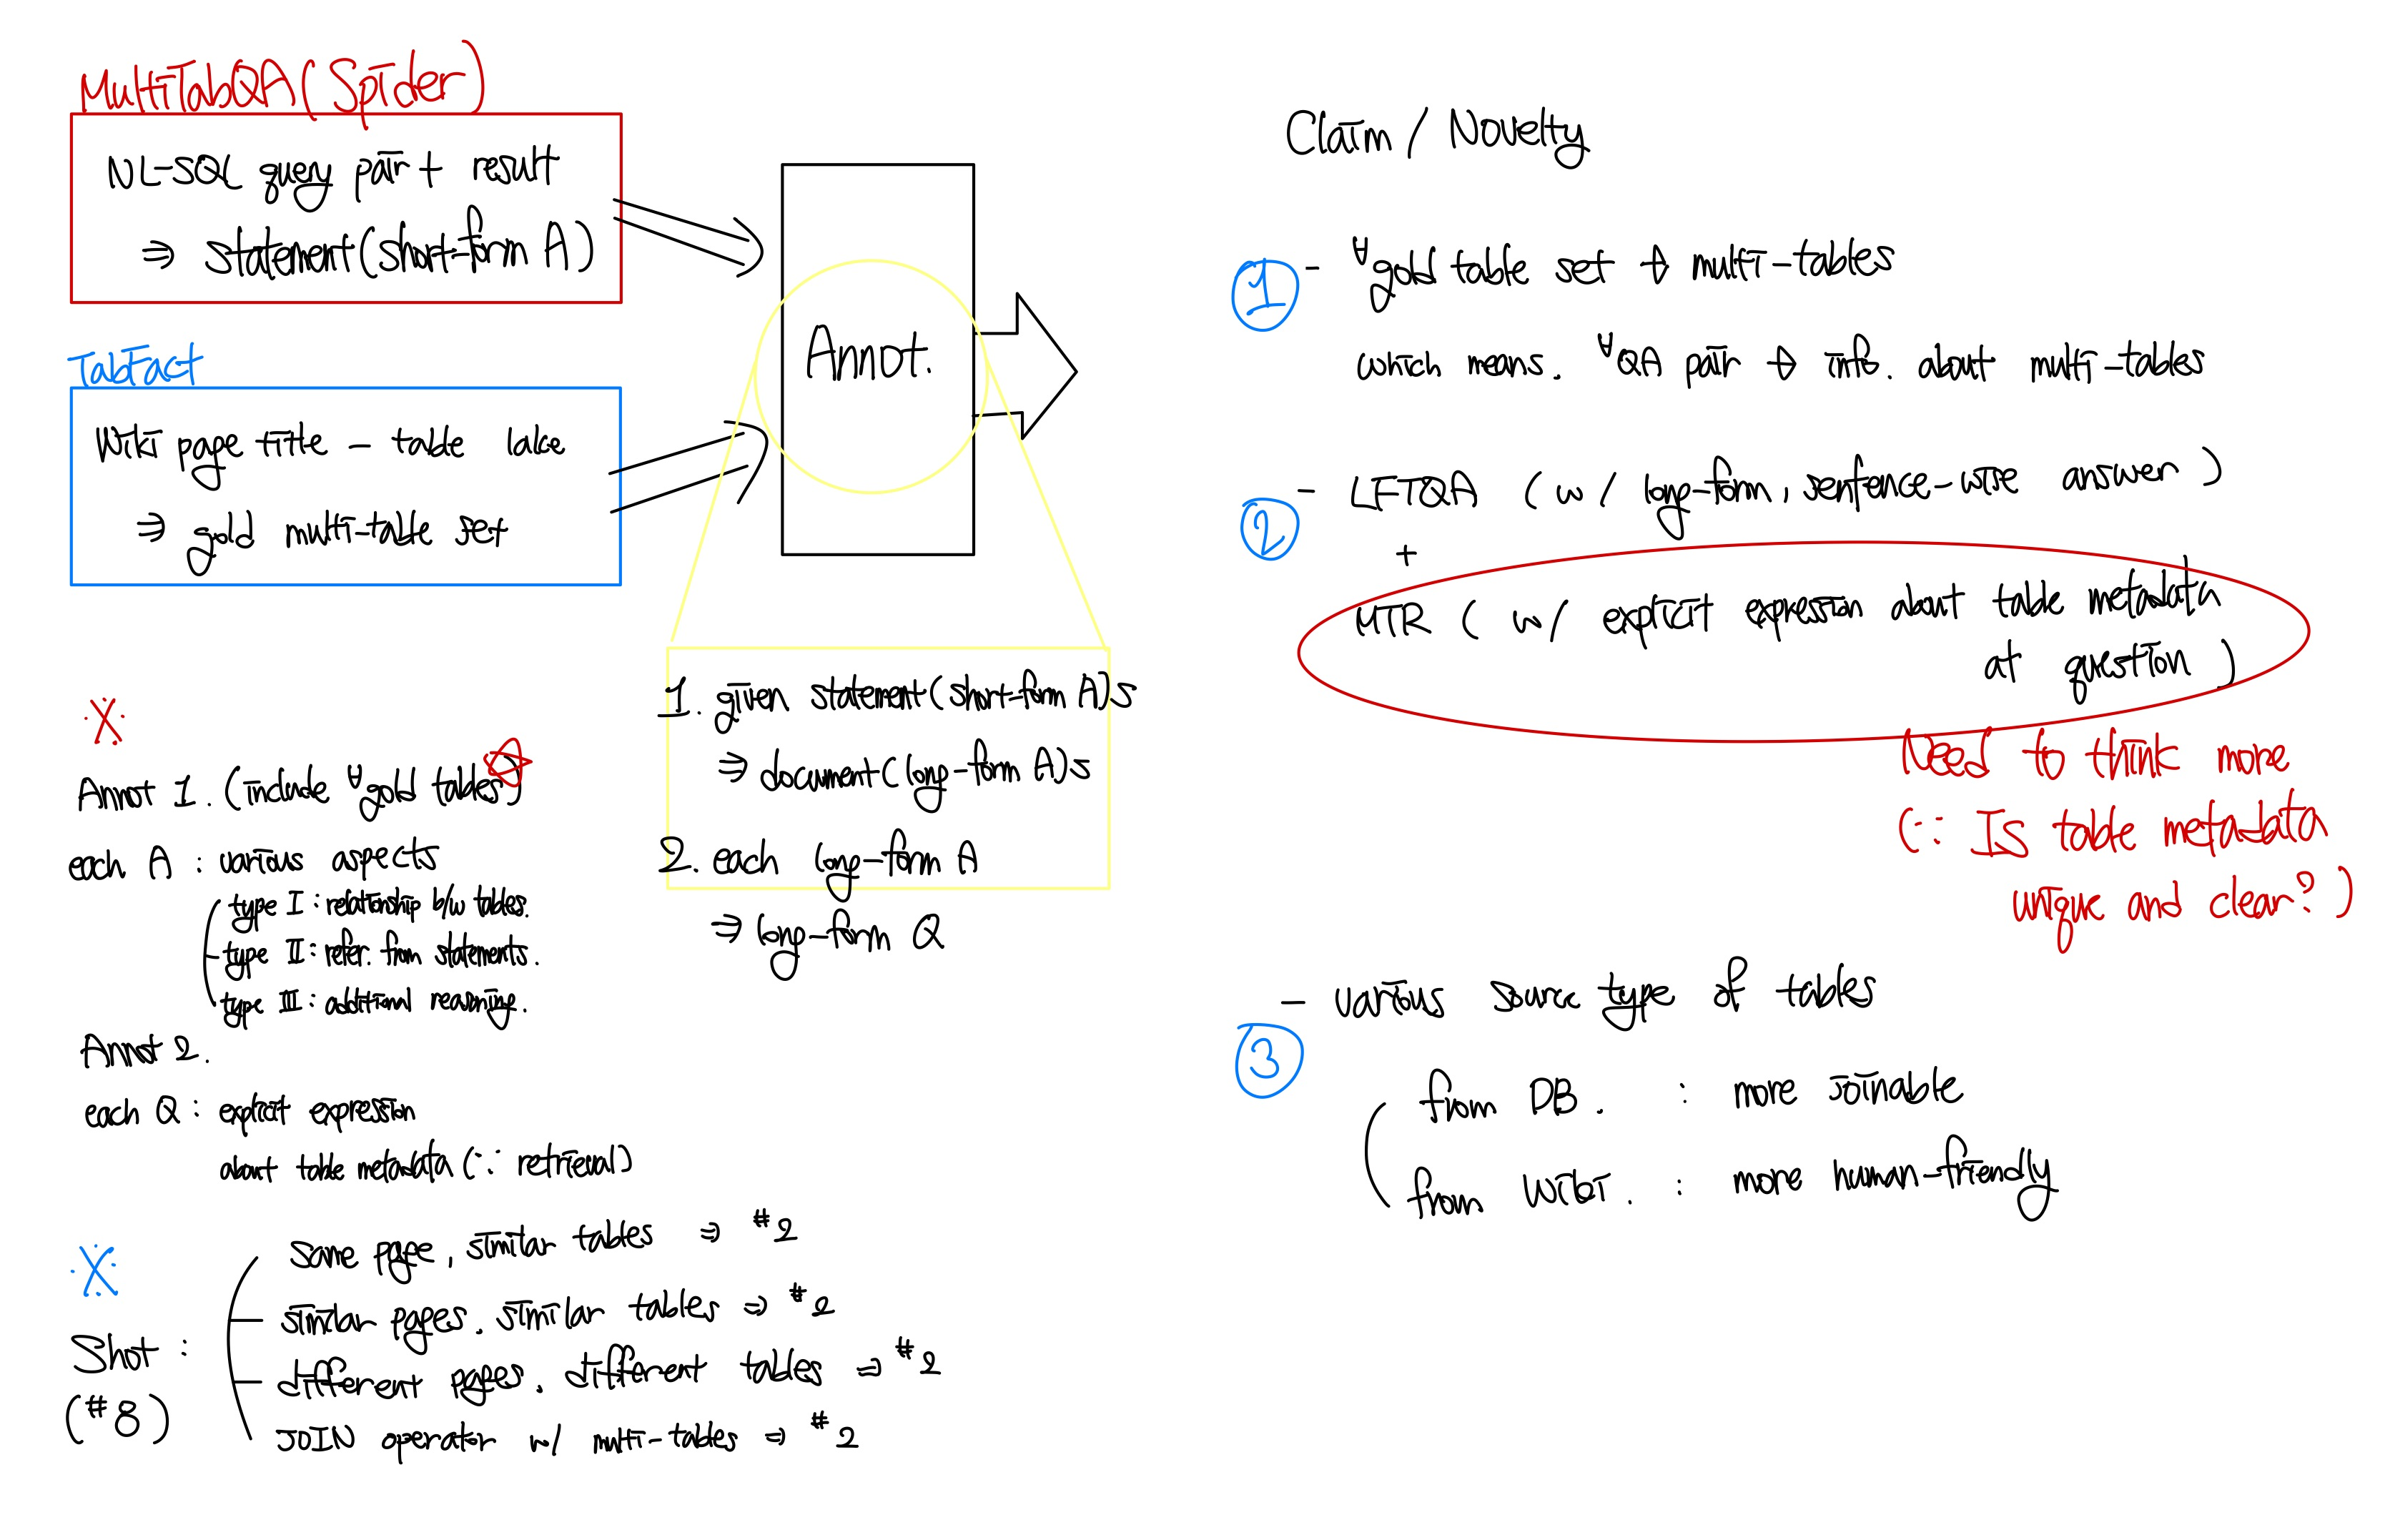 MultiTabQA(Spider)
NL-SQL query pair + result
⇒ statement(short-form A)
TabFact
Wiki page title - table lake
⇒ gold multi-table set
Annot.
1. given statement(short-form A)s
⇒ document(long-form A)s
2. each long-form A
⇒ long-form Q
※
Annot 1. (include ∀gold tables)
each A : various aspects
type I : relationship b/w tables.
type II : refer. from statements.
type III : additional reasoning.
Annot 2.
each Q : explicit expression
about table metadata (∵ retrieval)
※
Shot :
(#8)
same page, similar tables ⇒ #2
similar pages. similar tables ⇒ #2
different pages. different tables ⇒ #2
JOIN operator w/ multi-tables ⇒ #2
Claim / Novelty
① - ∀gold table set → multi-tables
which means. ∀QA pair → info. about multi-tables
② - LFTQA (w/ long-form, sentence-wise answer)
+
MTR (w/ explicit expression about table metadata
at question)
Need to think more
(∵ Is table metadata
unique and clear?)
- various source type of tables
③
from DB. : more joinable
from Wiki. : more human-friendly